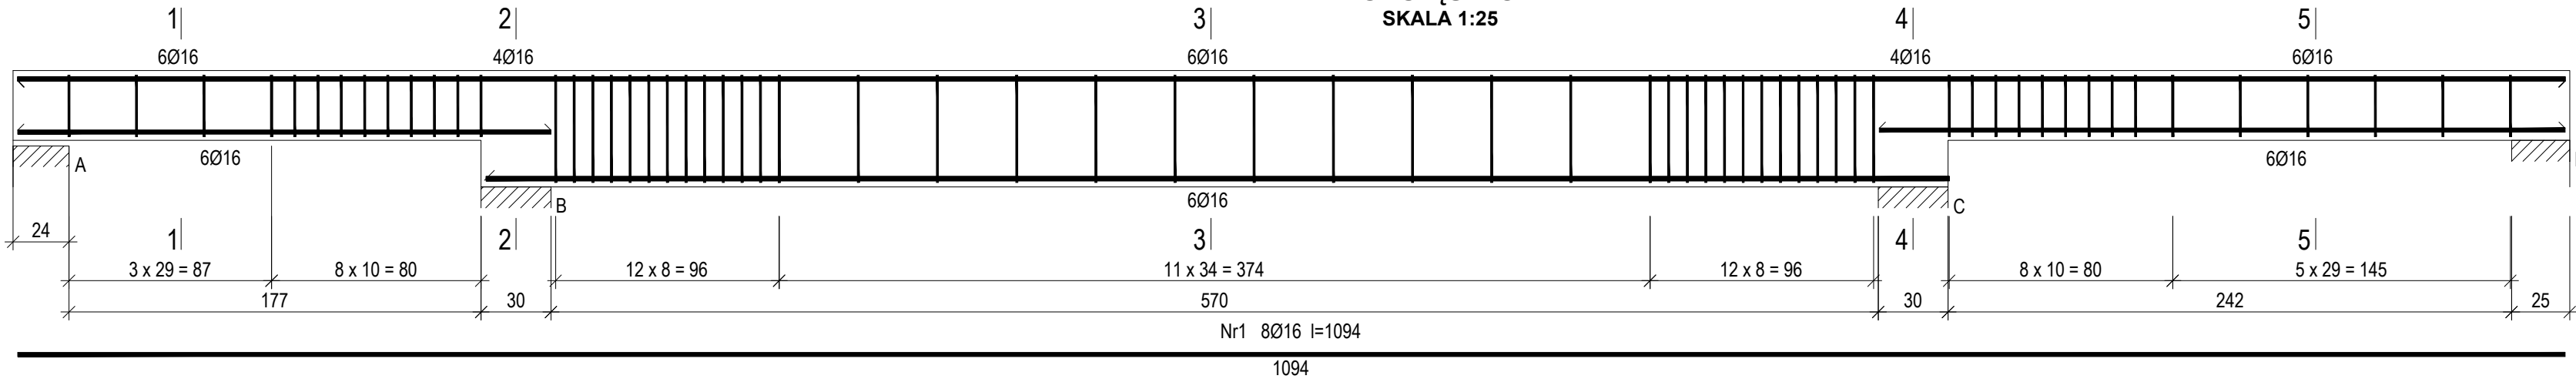 SKALA 1:25
1 2 3 4 5
6Ø16 4Ø16 6Ø16 4Ø16 6Ø16
A 6Ø16 6Ø16
B 6Ø16 C
24 1 2 3 4 5
3 x 29 = 87 8 x 10 = 80 12 x 8 = 96 11 x 34 = 374 12 x 8 = 96 8 x 10 = 80 5 x 29 = 145
177 30 570 30 242 25
Nr1 8Ø16 l=1094
1094